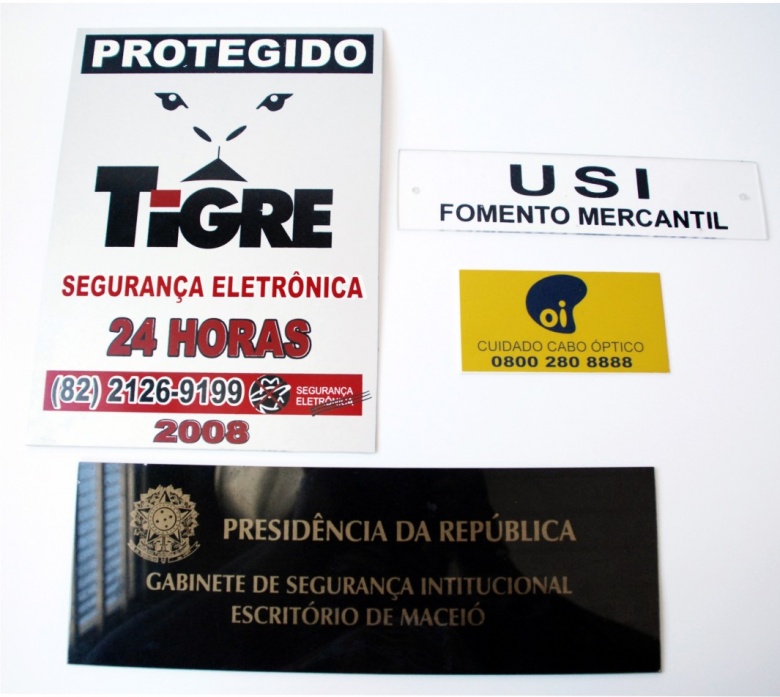 PROTEGIDO
TiGRE
SEGURANÇA ELETRÔNICA
24 HORAS
(82) 2126-9199 SEGURANÇA
ELETRÔNICA
2008
USI
FOMENTO MERCANTIL
oi
CUIDADO CABO ÓPTICO
0800 280 8888
PRESIDÊNCIA DA REPÚBLICA
GABINETE DE SEGURANÇA INTITUCIONAL
ESCRITÓRIO DE MACEIÓ